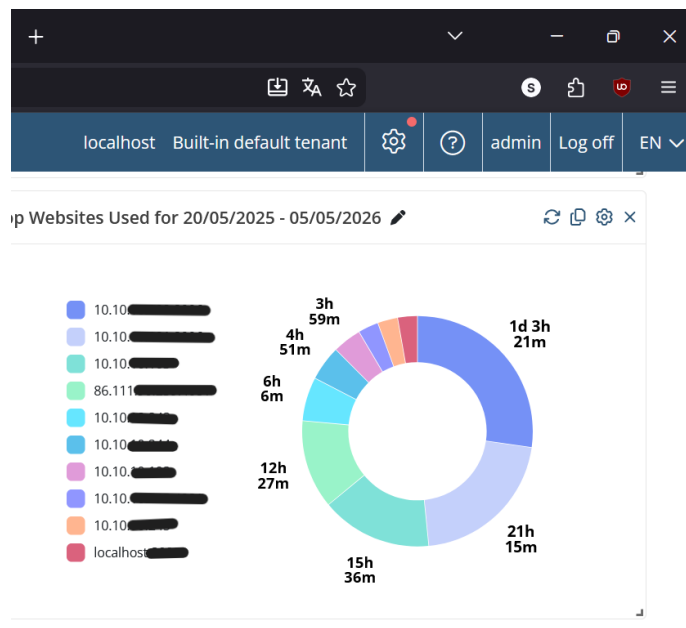 localhost Built-in default tenant admin Log off EN
op Websites Used for 20/05/2025 - 05/05/2026
10.10.
10.10.
10.10.
86.111
10.10
10.10
10.10.
10.10.
10.10
localhost
3h
59m
4h
51m
6h
6m
12h
27m
15h
36m
21h
15m
1d 3h
21m